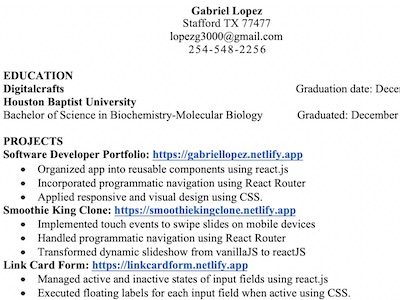 Gabriel Lopez
Stafford TX 77477
lopezg3000@gmail.com
254-548-2256
EDUCATION
Digitalcrafts Graduation date: Dece
Houston Baptist University
Bachelor of Science in Biochemistry-Molecular Biology Graduated: December
PROJECTS
Software Developer Portfolio: https://gabriellopez.netlify.app
• Organized app into reusable components using react.js
• Incorporated programmatic navigation using React Router
• Applied responsive and visual design using CSS.
Smoothie King Clone: https://smoothiekingclone.netlify.app
• Implemented touch events to swipe slides on mobile devices
• Handled programmatic navigation using React Router
• Transformed dynamic slideshow from vanillaJS to reactJS
Link Card Form: https://linkcardform.netlify.app
• Managed active and inactive states of input fields using react.js
• Executed floating labels for each input field when active using CSS.